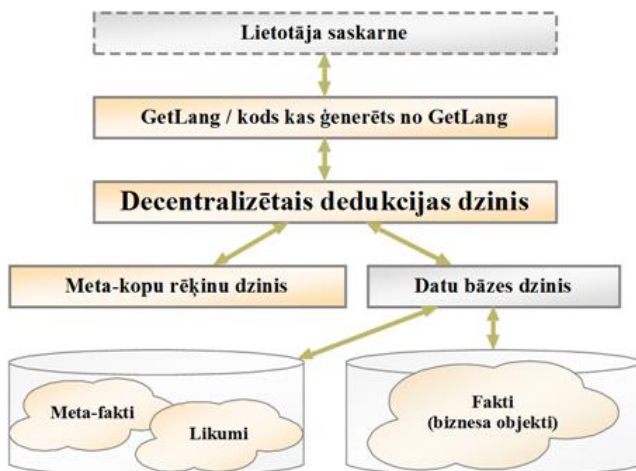 Lietotāja saskarne
GetLang / kods kas ģenerēts no GetLang
Decentralizētais dedukcijas dzinis
Meta-kopu rēķinu dzinis
Datu bāzes dzinis
Meta-fakti
Likumi
Fakti
(biznesa objekti)